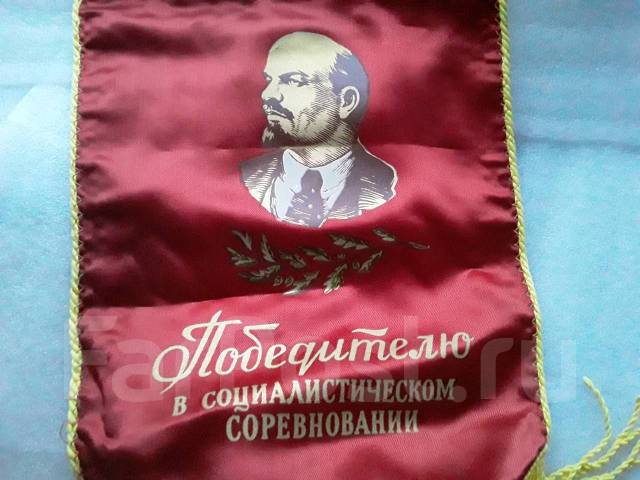 Победителю
в социалистическом
соревновании